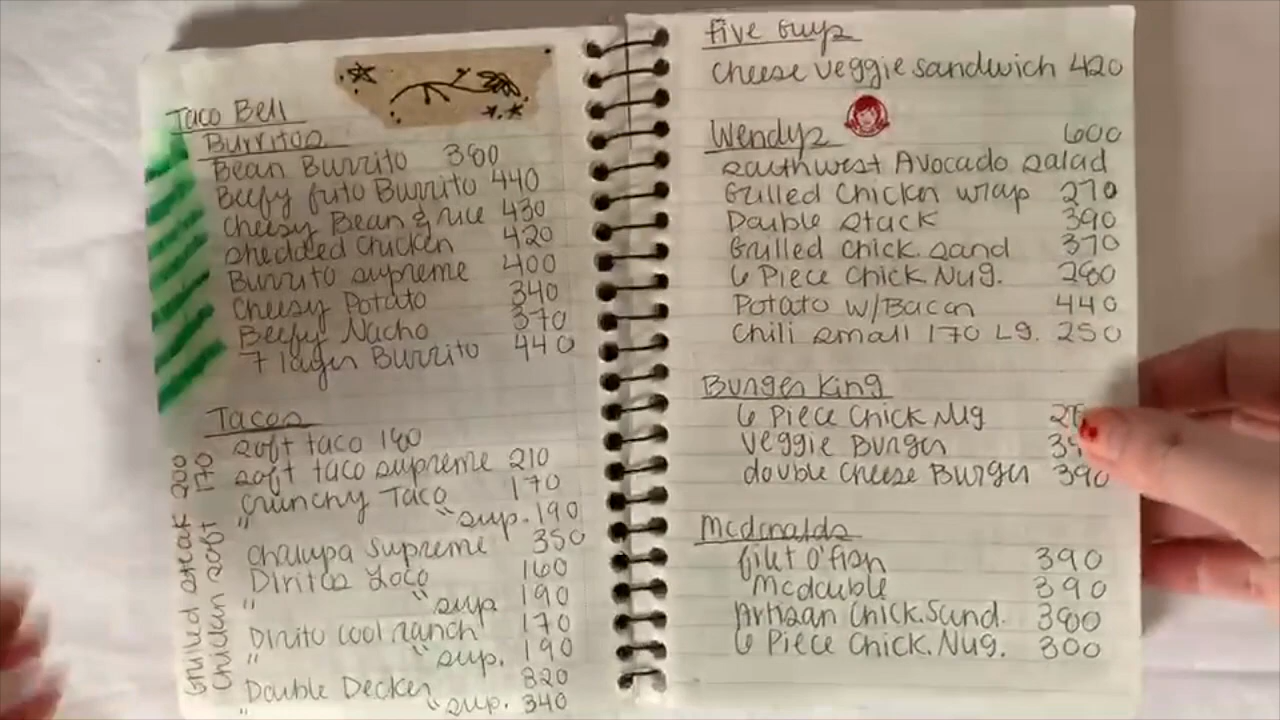 Taco Bell
Burritos
Bean Burrito 380
Beefy frito Burrito 440
Cheesy Bean & rice 430
shedded Chicken 420
Burrito supreme 400
Cheesy Potato 340
Beefy Nacho 370
7 layer Burrito 440
Tacos
soft taco 180
soft taco supreme 210
Crunchy Taco 170
" " sup. 190
Chalupa supreme 350
Diritos Loco 160
" " sup 190
Dirito cool ranch 170
" " sup. 190
Double Decker 320
" " sup. 340
Grilled steak 200
Chicken soft 170
Five Guys
Cheese veggie sandwich 420
Wendys 600
southwest Avocado salad
Grilled Chicken wrap 270
Double stack 390
Grilled chick. sand 370
6 Piece Chick. Nug. 280
Potato w/Bacon 440
Chili small 170 LG. 250
Burger King
6 Piece Chick Nug
Veggie Burger
double Cheese Burger 390
Mcdonalds
filet O'fish 390
Mcdouble 390
Artisan Chick. Sand. 380
6 Piece Chick. Nug. 300